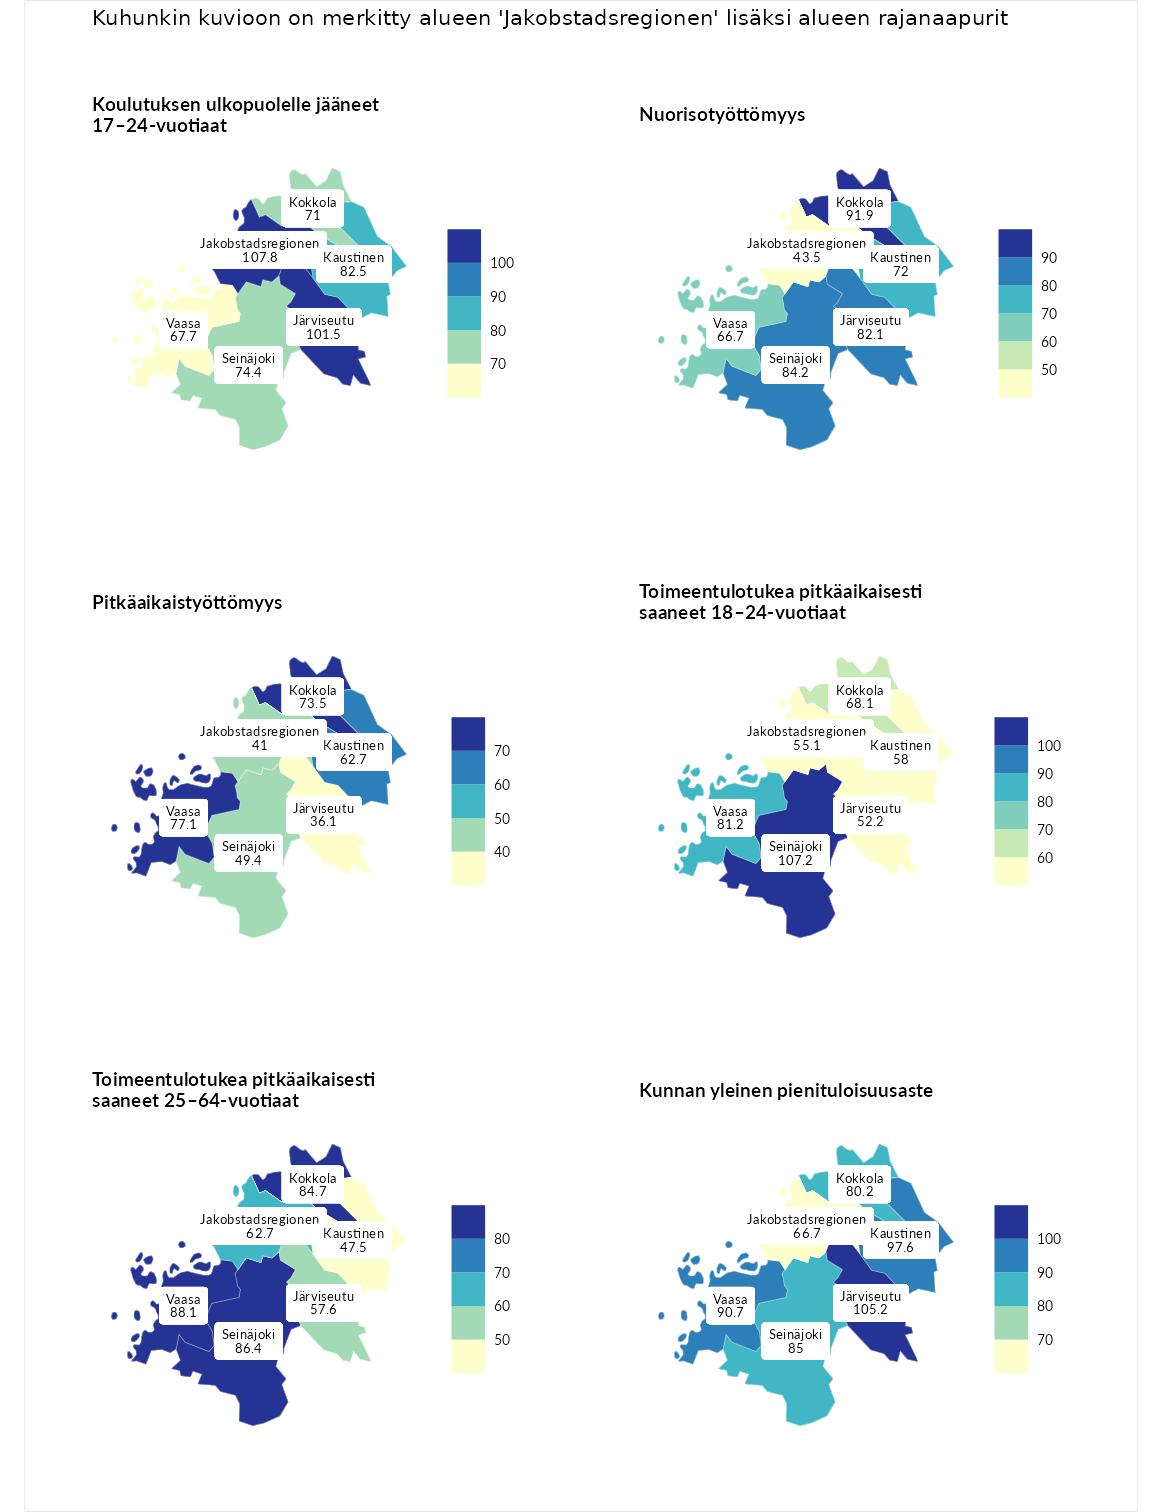 Kuhunkin kuvioon on merkitty alueen 'Jakobstadsregionen' lisäksi alueen rajanaapurit
Koulutuksen ulkopuolelle jääneet
17–24-vuotiaat
Kokkola
71
Jakobstadsregionen
107.8
Kaustinen
82.5
Vaasa
67.7
Järviseutu
101.5
Seinäjoki
74.4
100
90
80
70
Nuorisotyöttömyys
Kokkola
91.9
Jakobstadsregionen
43.5
Kaustinen
72
Vaasa
66.7
Järviseutu
82.1
Seinäjoki
84.2
90
80
70
60
50
Pitkäaikaistyöttömyys
Kokkola
73.5
Jakobstadsregionen
41
Kaustinen
62.7
Vaasa
77.1
Järviseutu
36.1
Seinäjoki
49.4
70
60
50
40
Toimeentulotukea pitkäaikaisesti
saaneet 18–24-vuotiaat
Kokkola
68.1
Jakobstadsregionen
55.1
Kaustinen
58
Vaasa
81.2
Järviseutu
52.2
Seinäjoki
107.2
100
90
80
70
60
Toimeentulotukea pitkäaikaisesti
saaneet 25–64-vuotiaat
Kokkola
84.7
Jakobstadsregionen
62.7
Kaustinen
47.5
Vaasa
88.1
Järviseutu
57.6
Seinäjoki
86.4
80
70
60
50
Kunnan yleinen pienituloisuusaste
Kokkola
80.2
Jakobstadsregionen
66.7
Kaustinen
97.6
Vaasa
90.7
Järviseutu
105.2
Seinäjoki
85
100
90
80
70